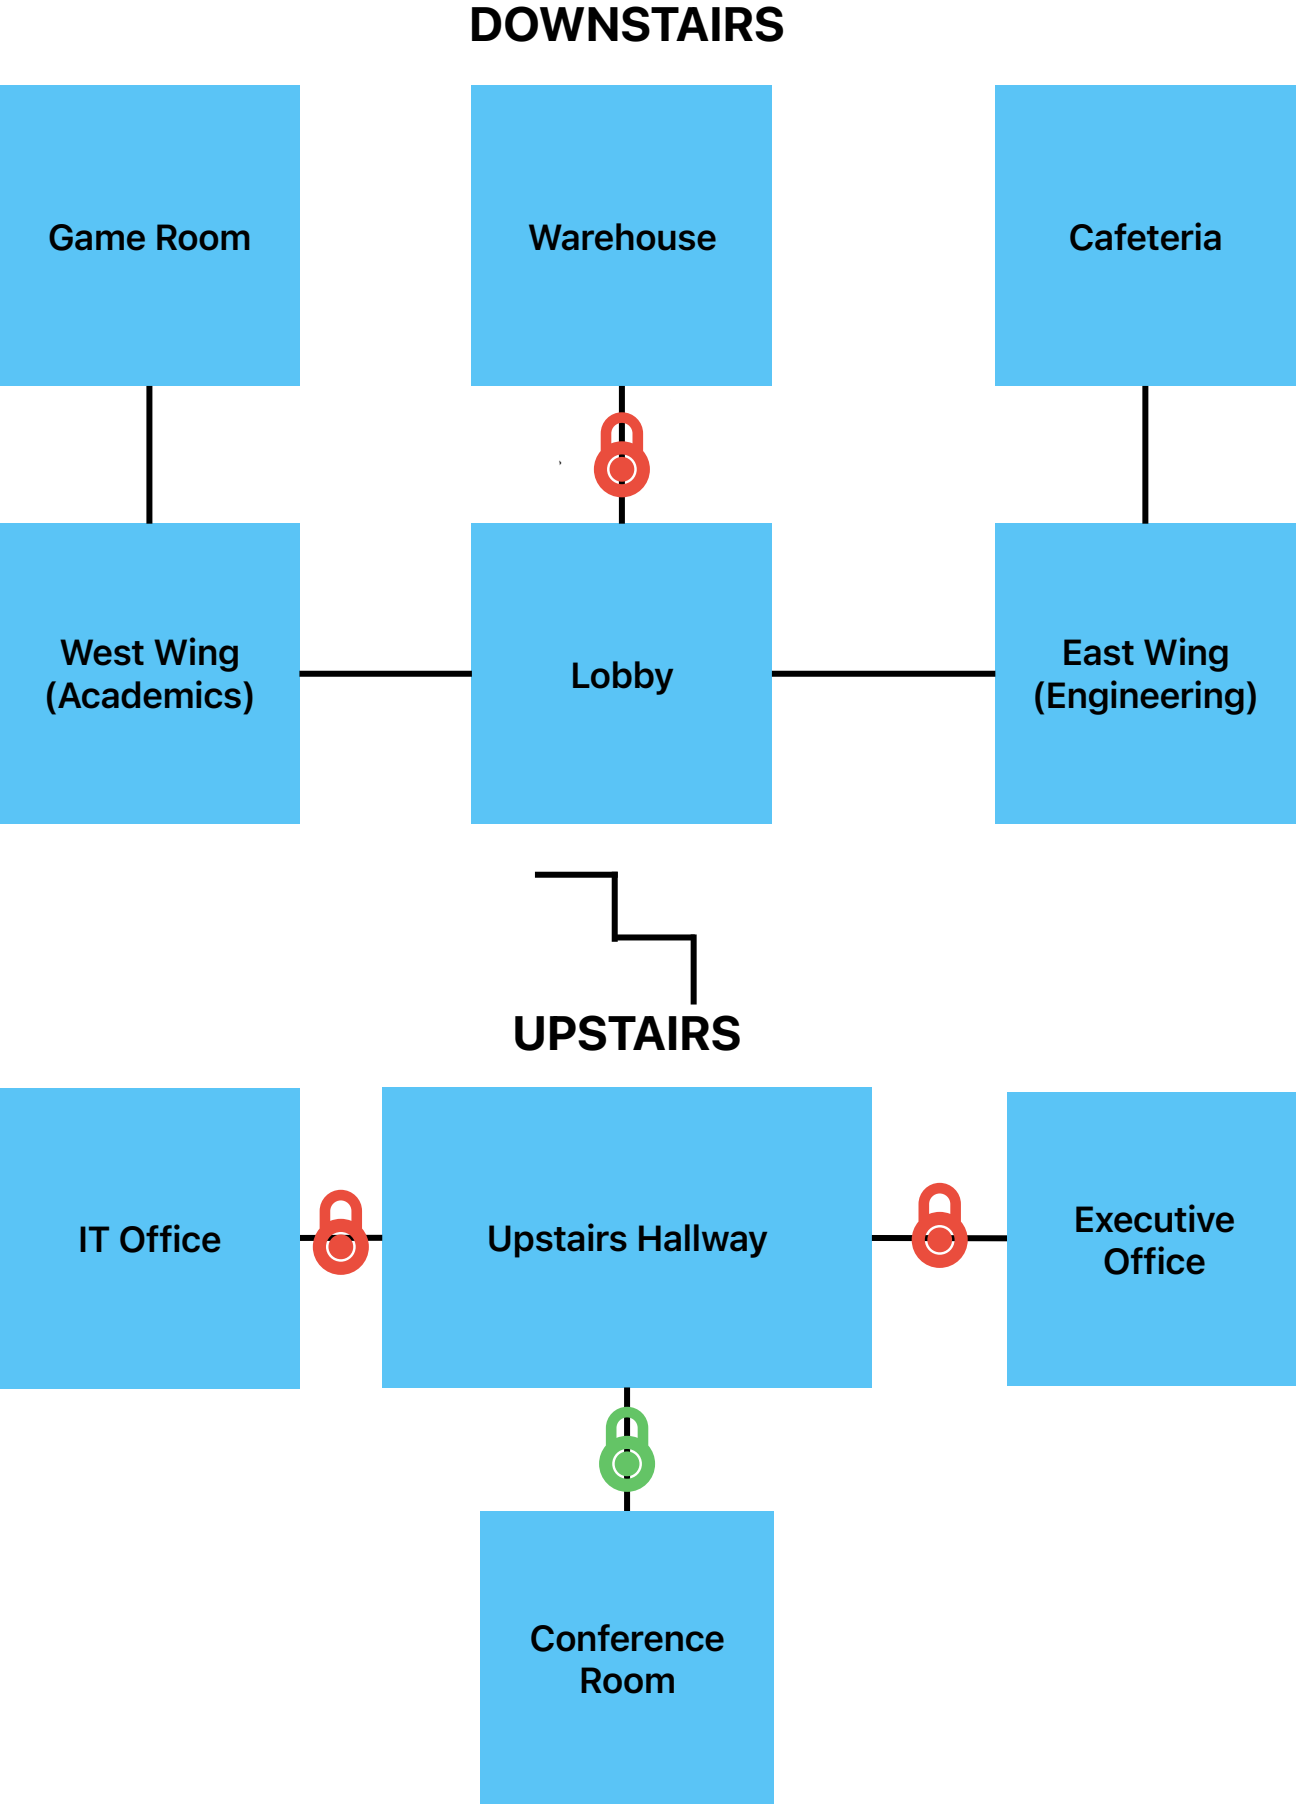 DOWNSTAIRS
Game Room
Warehouse
Cafeteria
West Wing
(Academics)
Lobby
East Wing
(Engineering)
UPSTAIRS
IT Office
Upstairs Hallway
Executive
Office
Conference
Room